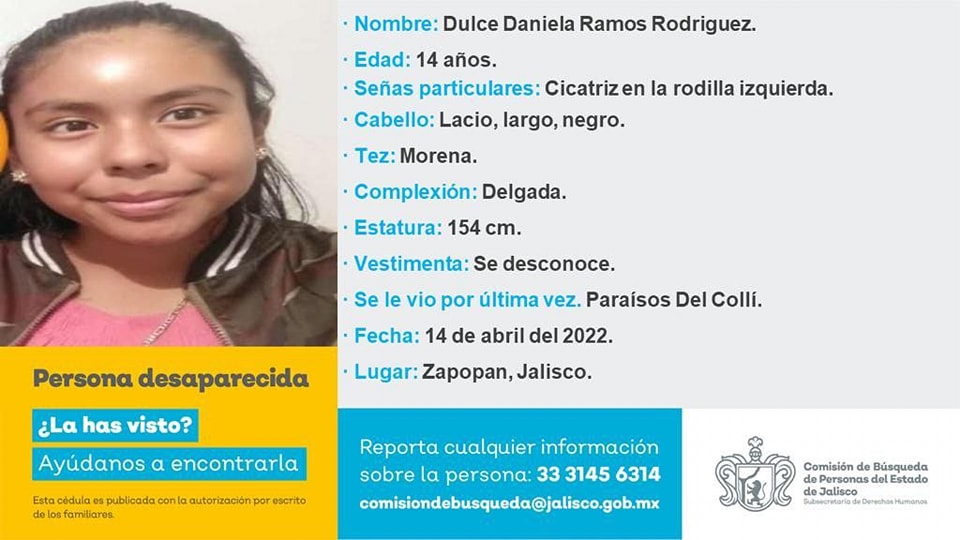 · Nombre: Dulce Daniela Ramos Rodriguez.
· Edad: 14 años.
· Señas particulares: Cicatriz en la rodilla izquierda.
· Cabello: Lacio, largo, negro.
· Tez: Morena.
· Complexión: Delgada.
· Estatura: 154 cm.
· Vestimenta: Se desconoce.
· Se le vio por última vez. Paraísos Del Collí.
· Fecha: 14 de abril del 2022.
· Lugar: Zapopan, Jalisco.
Persona desaparecida
¿La has visto?
Ayúdanos a encontrarla
Esta cédula es publicada con la autorización por escrito
de los familiares.
Reporta cualquier información
sobre la persona: 33 3145 6314
comisiondebusqueda@jalisco.gob.mx
Comisión de Búsqueda
de Personas del Estado
de Jalisco
Subsecretaría de Derechos Humanos